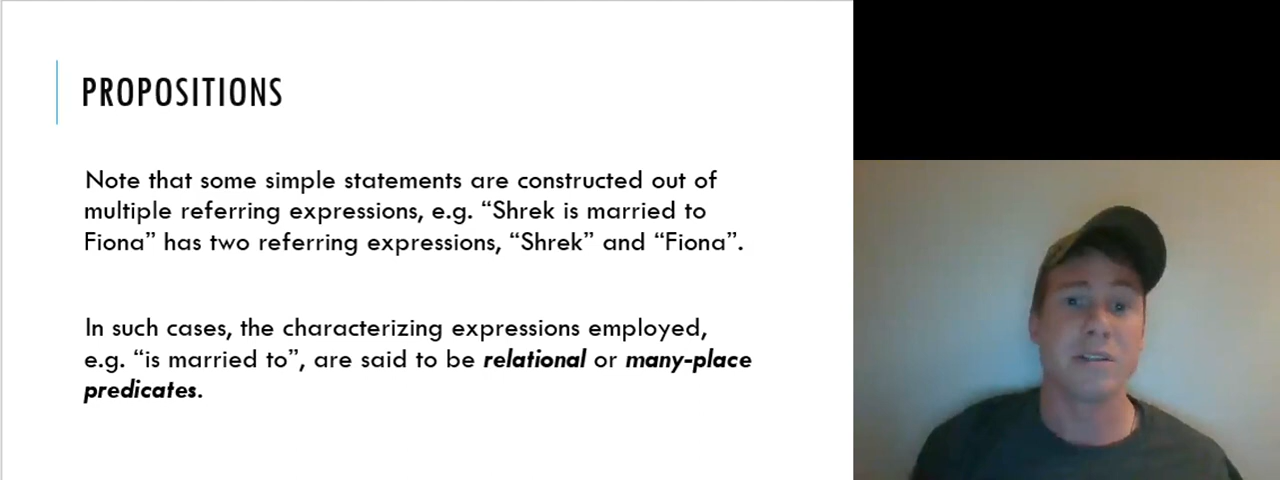 PROPOSITIONS
Note that some simple statements are constructed out of
multiple referring expressions, e.g. “Shrek is married to
Fiona” has two referring expressions, “Shrek” and “Fiona”.
In such cases, the characterizing expressions employed,
e.g. “is married to”, are said to be relational or many-place
predicates.